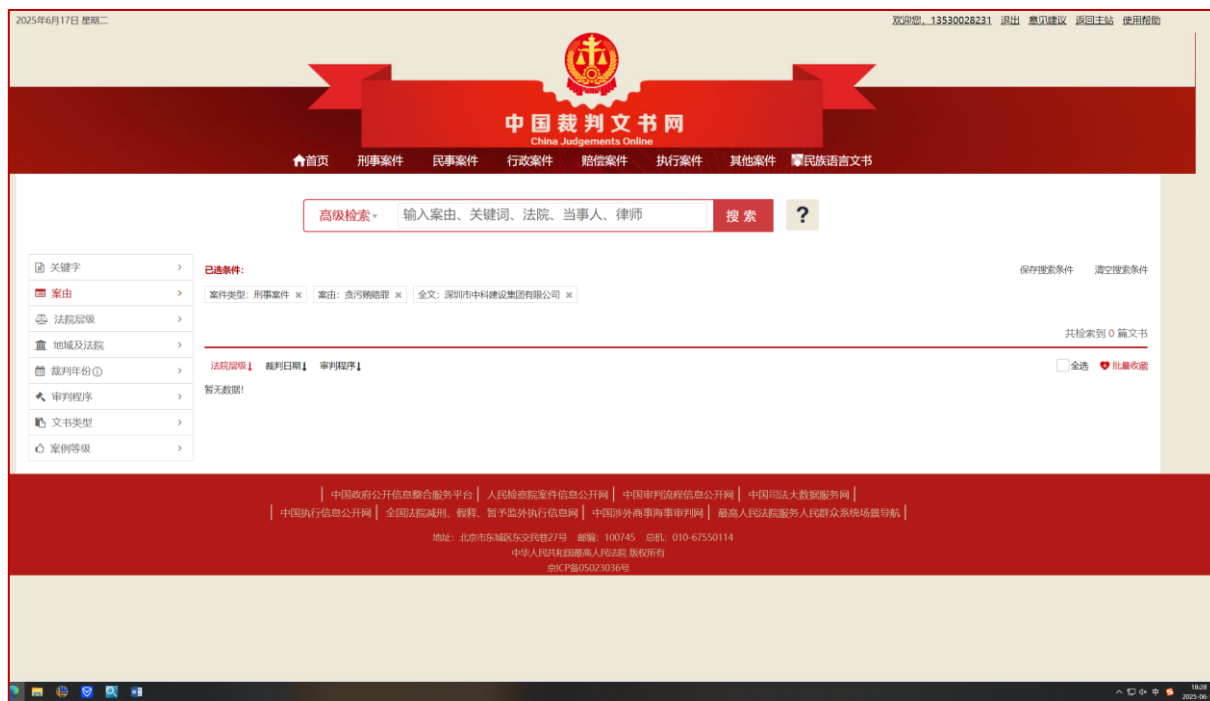 2025年6月17日 星期二
欢迎您，13530028231 退出 意见建议 返回主站 使用帮助
中国裁判文书网
China Judgements Online
首页 刑事案件 民事案件 行政案件 赔偿案件 执行案件 其他案件 民族语言文书
高级检索 输入案由、关键词、法院、当事人、律师 搜索 ?
关键字
案由
法院层级
地域及法院
裁判年份
审判程序
文书类型
案例等级
已选条件：
保存搜索条件 清空搜索条件
案件类型：刑事案件 案由：贪污贿赂罪 全文：深圳市中科建设集团有限公司
共检索到 0 篇文书
法院层级 裁判日期 审判程序
全选 批量收藏
暂无数据!
中国政府公开信息整合服务平台 | 人民检察院案件信息公开网 | 中国审判流程信息公开网 | 中国司法大数据服务网
中国执行信息公开网 | 全国法院减刑、假释、暂予监外执行信息网 | 中国涉外商事海事审判网 | 最高人民法院服务人民群众系统场景导航
地址：北京市东城区东交民巷27号 邮编：100745 总机：010-67550114
中华人民共和国最高人民法院 版权所有
京ICP备05023036号
中
18:28
2025-06-